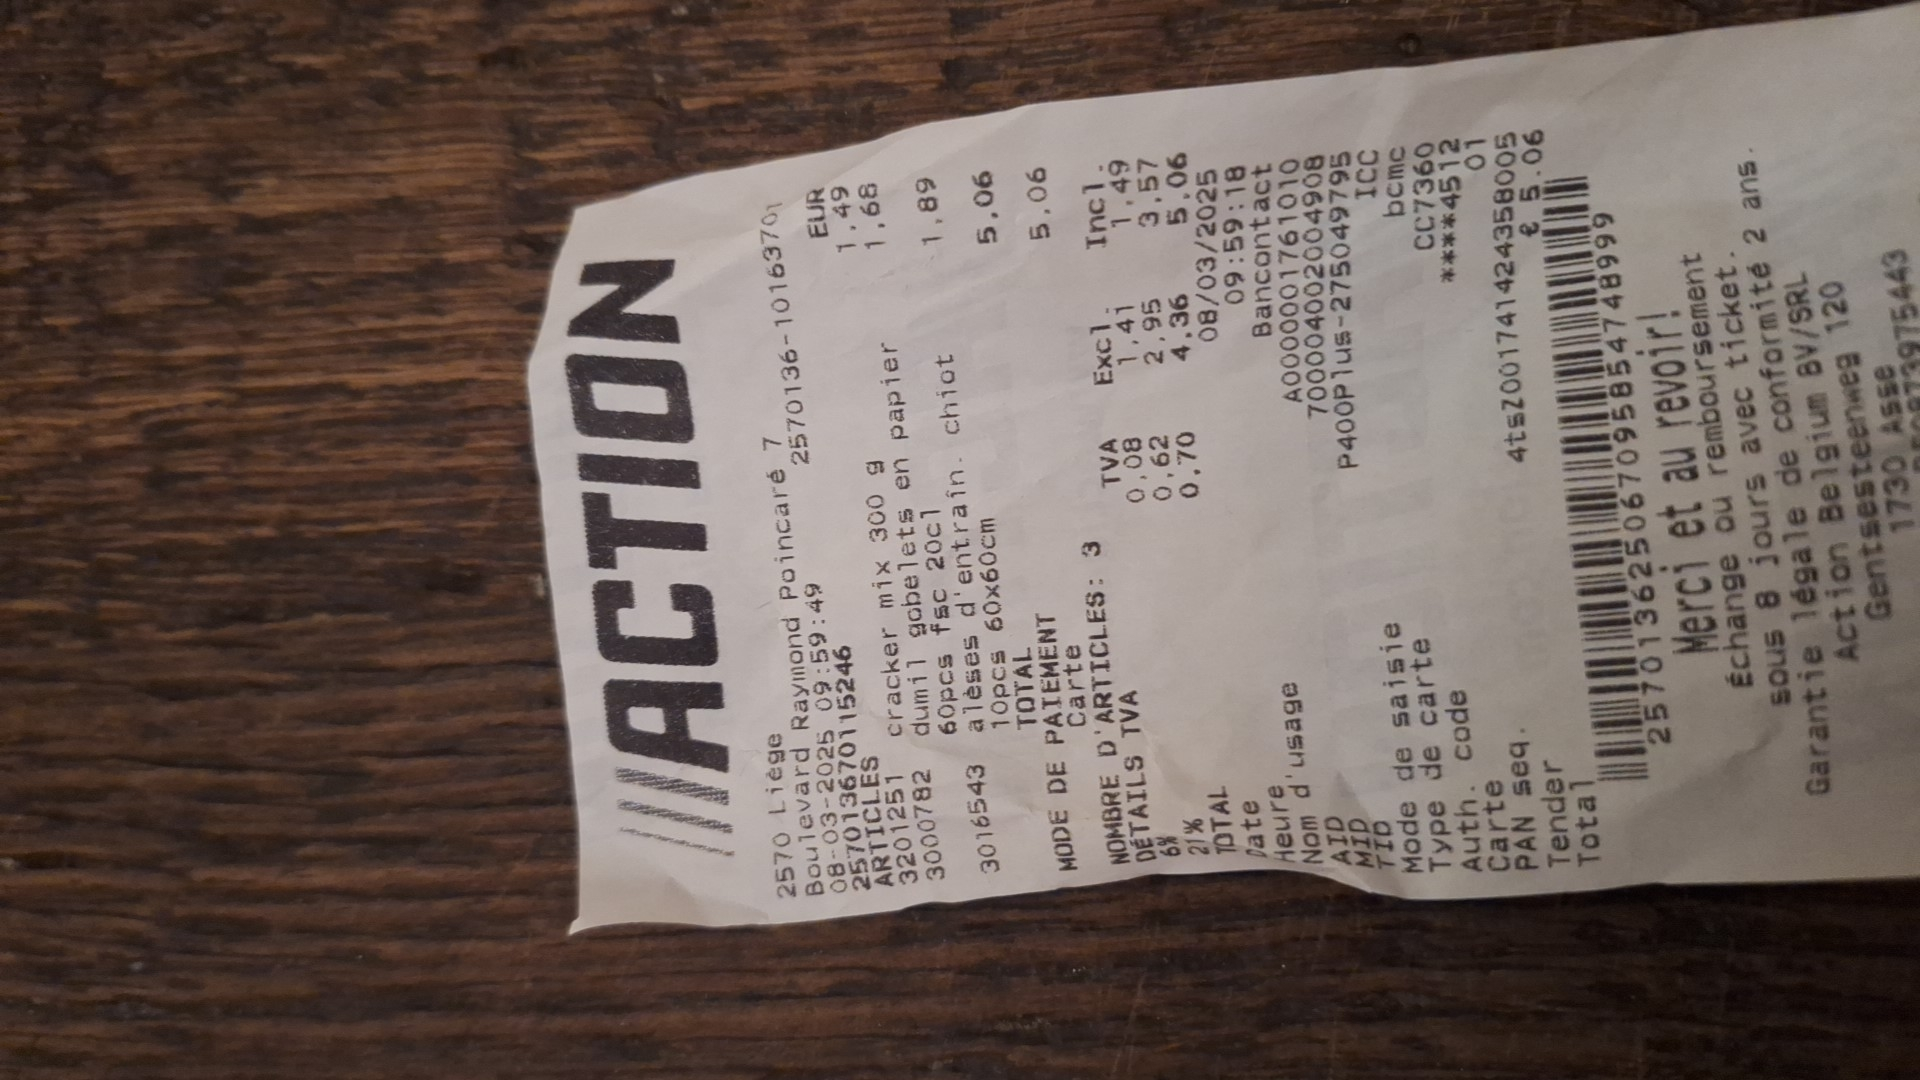 ACTION
2570 Liège
Boulevard Raymond Poincaré 7
08-03-2025 09:59:49 2570136-10163701
2570136701115246
ARTICLES EUR
3201251 cracker mix 300 g 1,49
3000782 dumil gobelets en papier 1,68
60pcs fsc 20cl
3016543 alèses d'entraîn. chiot 1,89
10pcs 60x60cm
TOTAL 5,06
MODE DE PAIEMENT
Carte 5,06
NOMBRE D'ARTICLES: 3
DÉTAILS TVA TVA Excl. Incl.
6% 0,08 1,41 1,49
21% 0,62 2,95 3,57
TOTAL 0,70 4,36 5,06
Date 08/03/2025
Heure 09:59:18
Nom d'usage Bancontact
AID A0000001761010
MID 700004002004908
TID P400Plus-275049795
Mode de saisie ICC
Type de carte bcmc
Auth. code CC7360
Carte ****4512
PAN seq. 01
Tender 4tsZ001741424358005
Total € 5.06
257013625067095854748999
Merci et au revoir!
Échange ou remboursement
sous 8 jours avec ticket.
Garantie légale de conformité 2 ans.
Action Belgium BV/SRL
Gentsesteenweg 120
1730 Asse